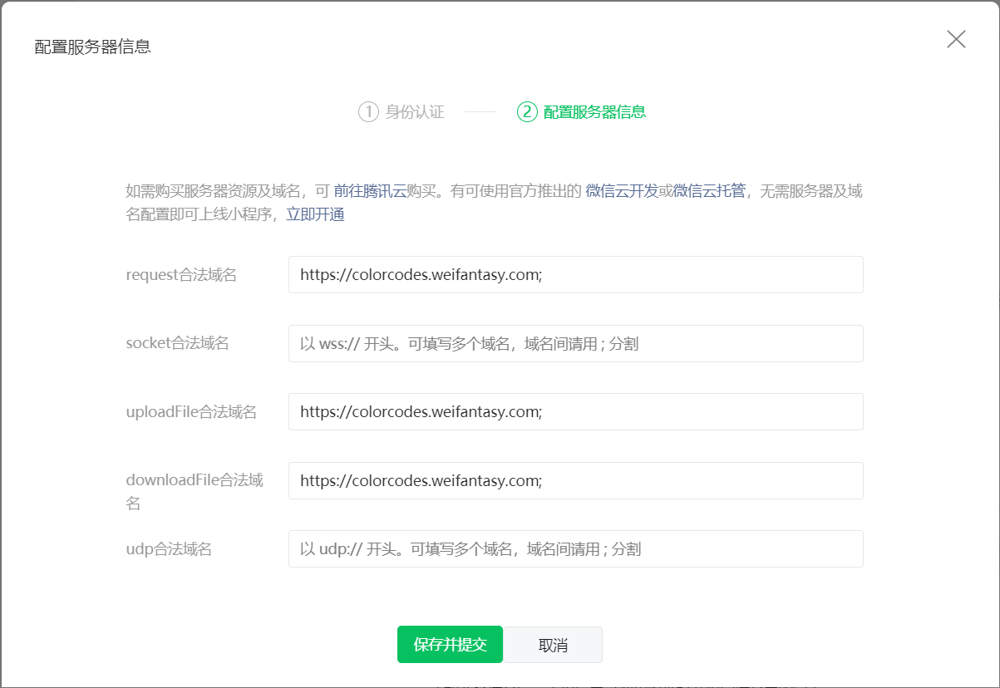 配置服务器信息
1 身份认证
2 配置服务器信息
如需购买服务器资源及域名，可 前往腾讯云购买。有可使用官方推出的 微信云开发或微信云托管，无需服务器及域
名配置即可上线小程序，立即开通
request合法域名
https://colorcodes.weifantasy.com;
socket合法域名
以 wss:// 开头。可填写多个域名，域名间请用 ; 分割
uploadFile合法域名
https://colorcodes.weifantasy.com;
downloadFile合法域
名
https://colorcodes.weifantasy.com;
udp合法域名
以 udp:// 开头。可填写多个域名，域名间请用 ; 分割
保存并提交
取消